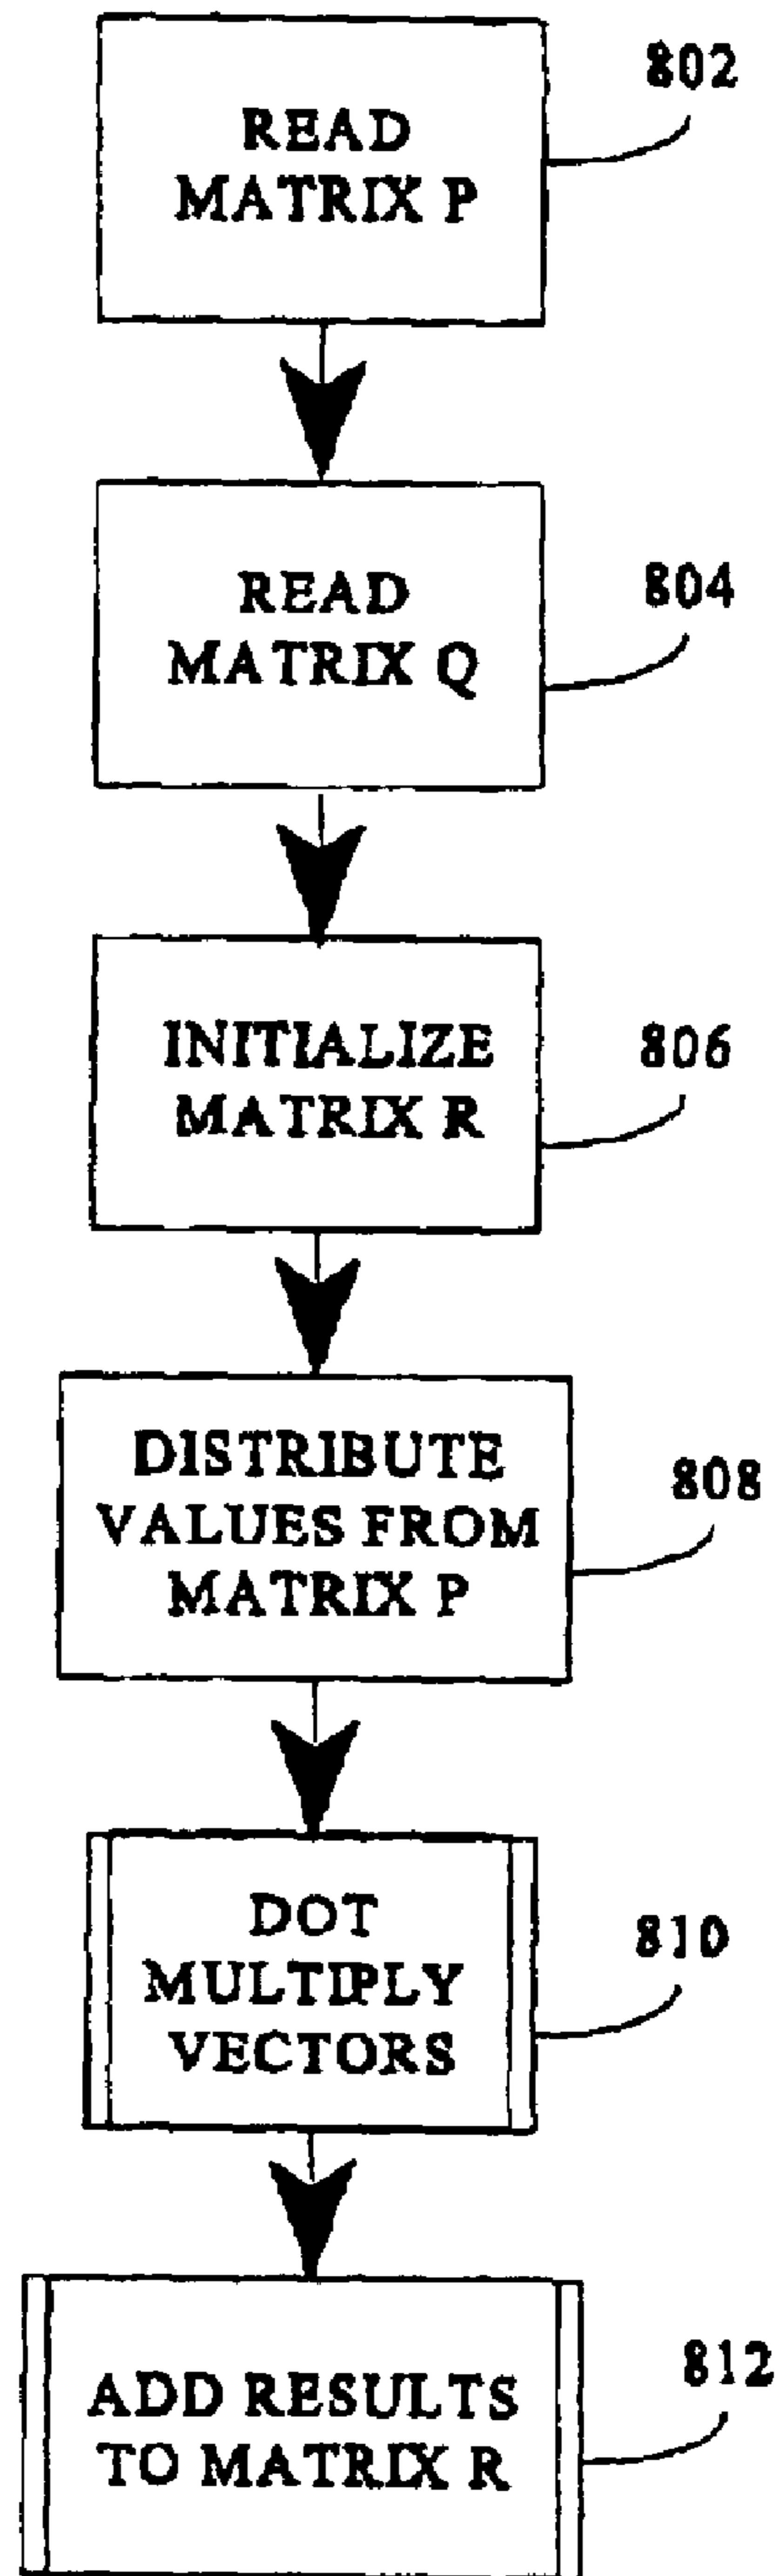 READ
MATRIX P
802
READ
MATRIX Q
804
INITIALIZE
MATRIX R
806
DISTRIBUTE
VALUES FROM
MATRIX P
808
DOT
MULTIPLY
VECTORS
810
ADD RESULTS
TO MATRIX R
812